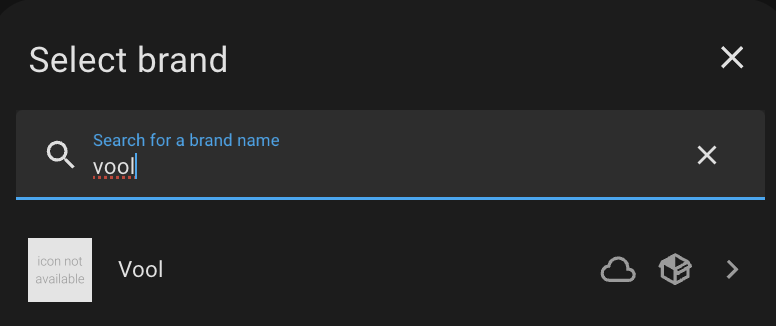 Select brand
Search for a brand name
vool
icon not
available
Vool